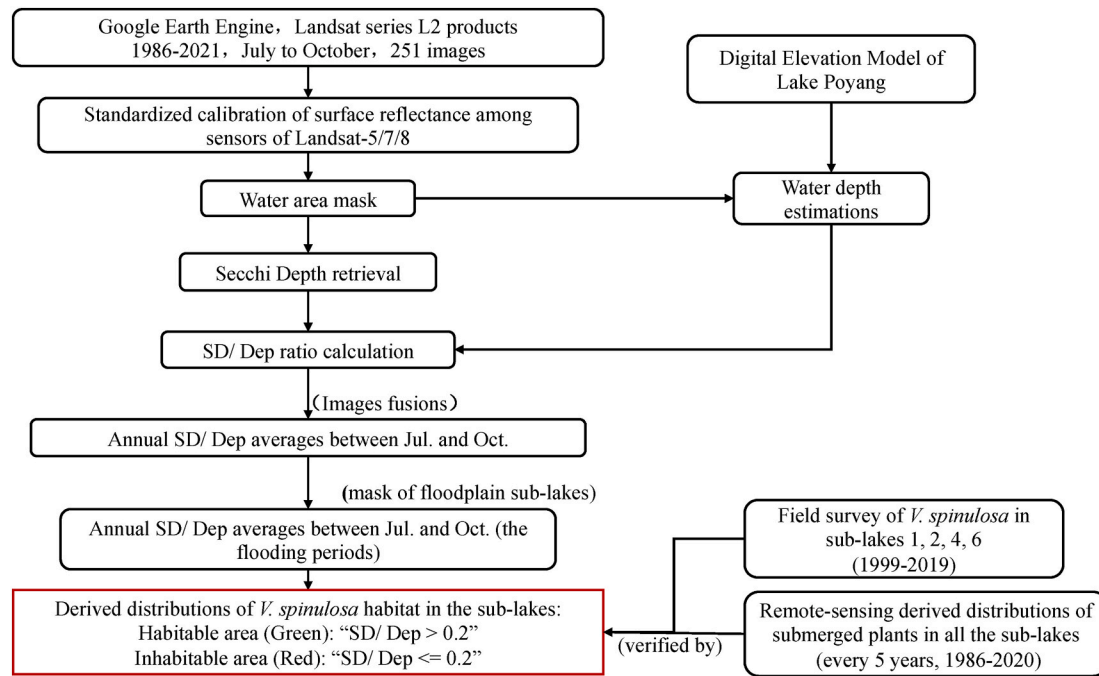 Google Earth Engine，Landsat series L2 products
1986-2021，July to October，251 images
Digital Elevation Model of
Lake Poyang
Standardized calibration of surface reflectance among
sensors of Landsat-5/7/8
Water area mask
Water depth
estimations
Secchi Depth retrieval
SD/ Dep ratio calculation
（Images fusions）
Annual SD/ Dep averages between Jul. and Oct.
(mask of floodplain sub-lakes)
Annual SD/ Dep averages between Jul. and Oct. (the
flooding periods)
Field survey of V. spinulosa in
sub-lakes 1, 2, 4, 6
(1999-2019)
Derived distributions of V. spinulosa habitat in the sub-lakes:
Habitable area (Green): “SD/ Dep > 0.2”
Inhabitable area (Red): “SD/ Dep <= 0.2”
(verified by)
Remote-sensing derived distributions of
submerged plants in all the sub-lakes
(every 5 years, 1986-2020)